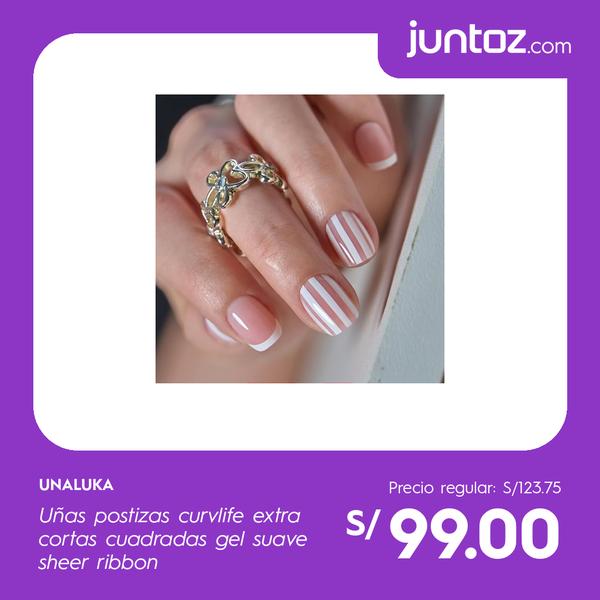 juntoz.com
UNALUKA
Uñas postizas curvlife extra
cortas cuadradas gel suave
sheer ribbon
Precio regular: S/123.75
S/99.00